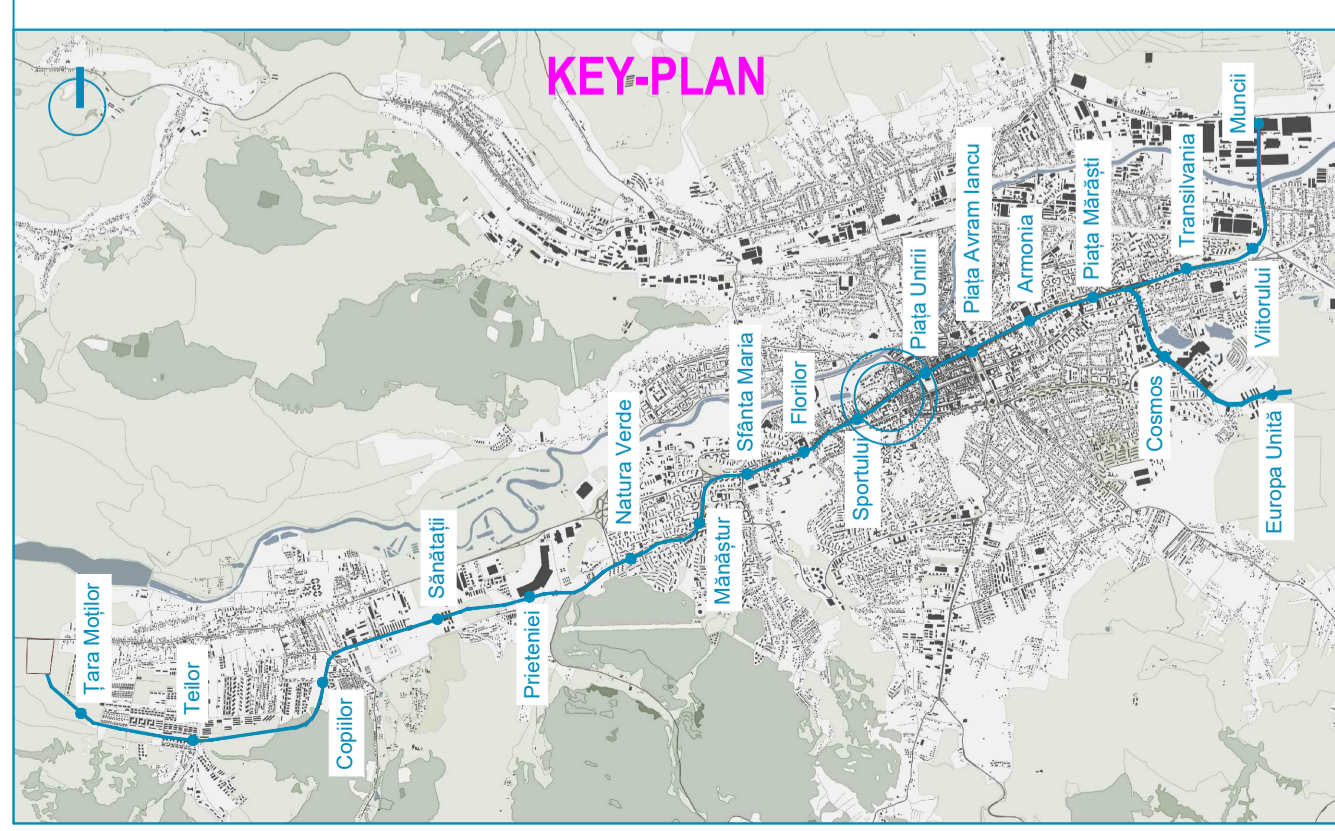 KEY-PLAN
Țara Moților
Teilor
Copiilor
Sănătații
Prieteniei
Natura Verde
Mănăștur
Sfânta Maria
Florilor
Sportului
Piața Unirii
Piața Avram Iancu
Armonia
Piața Mărăști
Transilvania
Viitorului
Muncii
Cosmos
Europa Unită